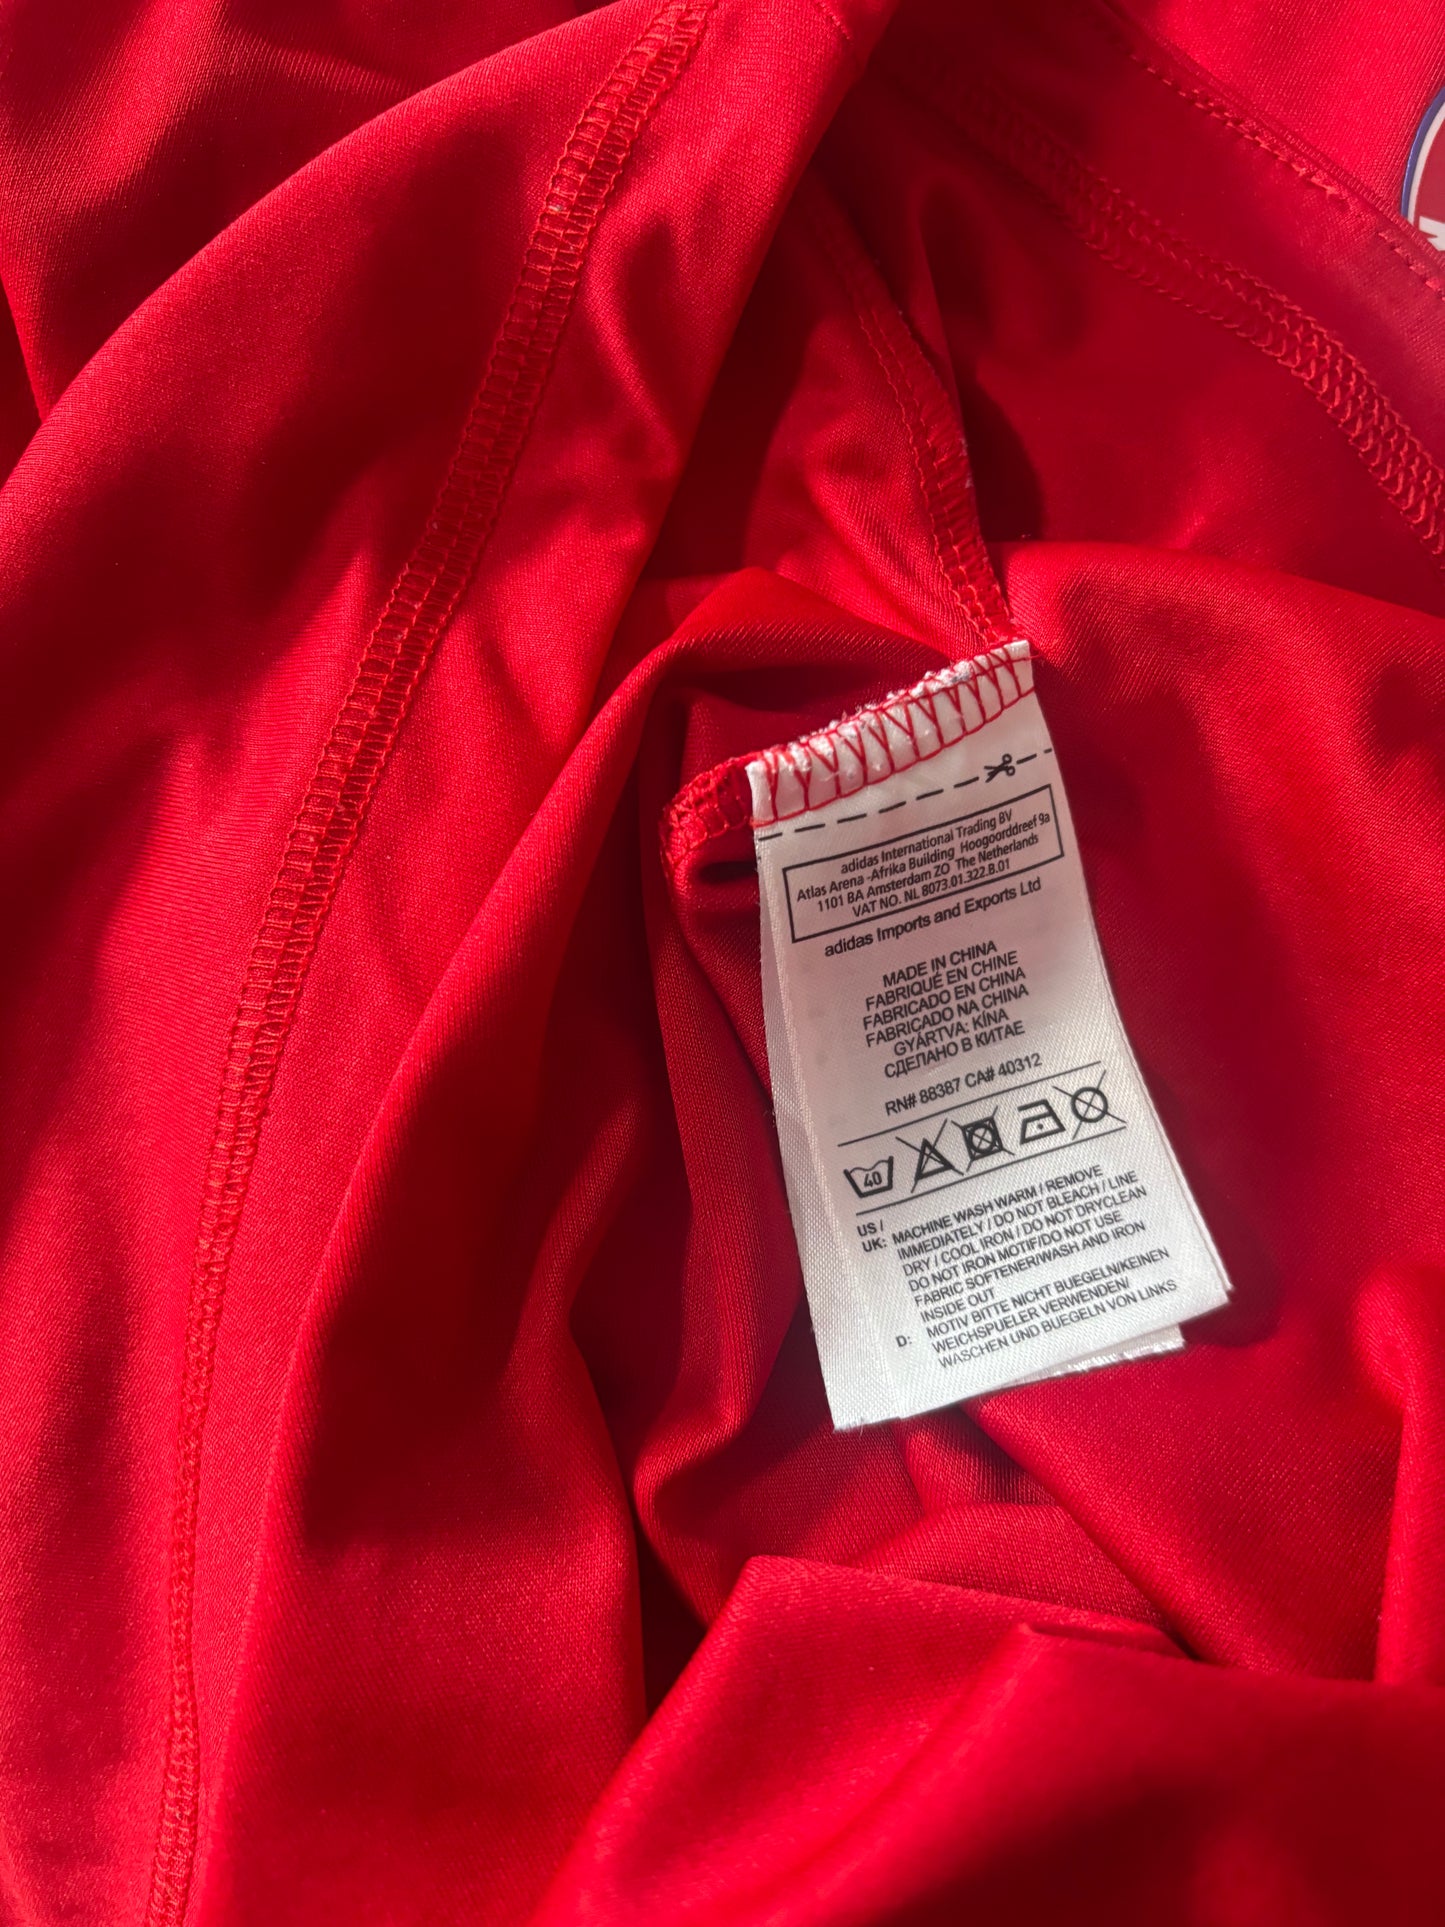 adidas International Trading BV
Atlas Arena -Afrika Building Hoogoorddreef 9a
1101 BA Amsterdam ZO The Netherlands
VAT NO. NL 8073.01.322.B.01
adidas Imports and Exports Ltd
MADE IN CHINA
FABRIQUÉ EN CHINE
FABRICADO EN CHINA
FABRICADO NA CHINA
GYÁRTVA: KÍNA
СДЕЛАНО В КИТАЕ
RN# 88387 CA# 40312
40
US / UK: MACHINE WASH WARM / REMOVE
IMMEDIATELY / DO NOT BLEACH / LINE
DRY / COOL IRON / DO NOT DRYCLEAN
DO NOT IRON MOTIF/DO NOT USE
FABRIC SOFTENER/WASH AND IRON
INSIDE OUT
D: MOTIV BITTE NICHT BUEGELN/KEINEN
WEICHSPUELER VERWENDEN/
WASCHEN UND BUEGELN VON LINKS